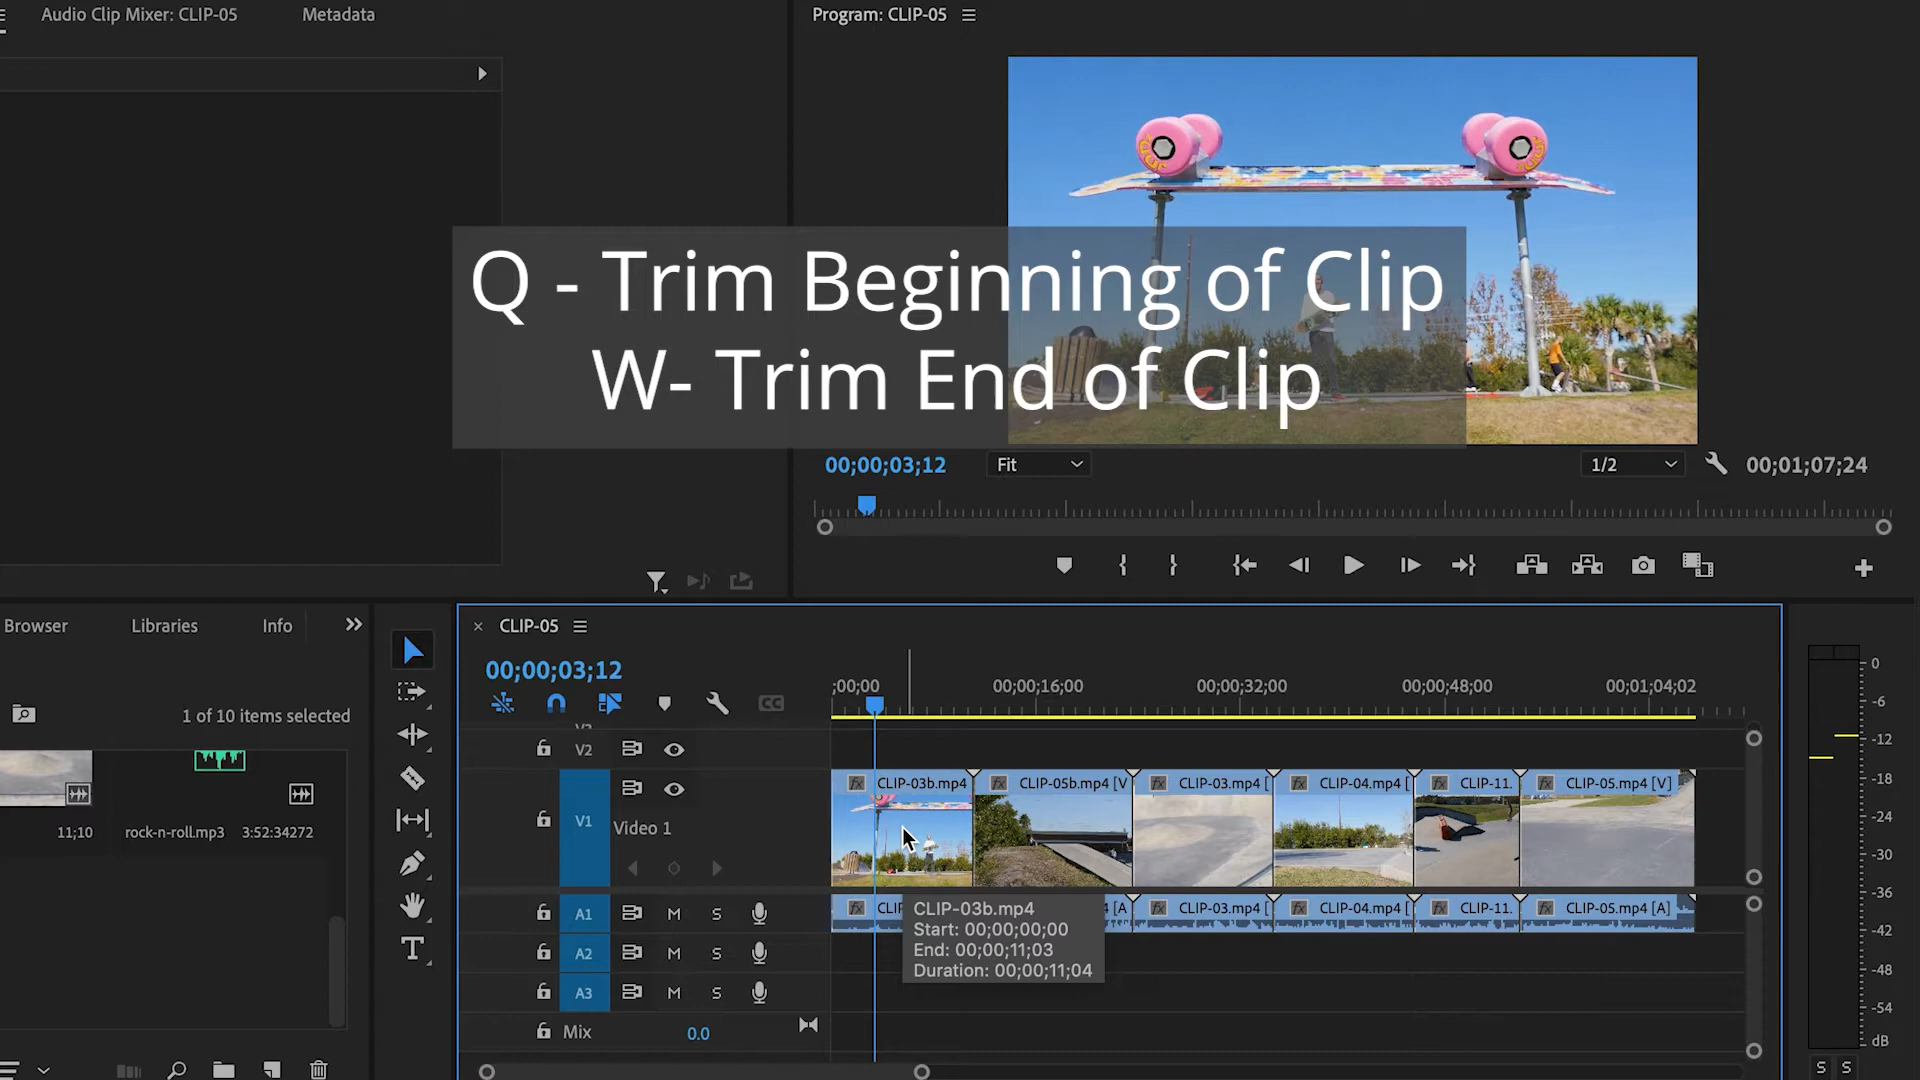 Audio Clip Mixer: CLIP-05
Metadata
Program: CLIP-05
Q - Trim Beginning of Clip
W- Trim End of Clip
00;00;03;12
Fit
1/2
00;01;07;24
Browser
Libraries
Info
CLIP-05
00;00;03;12
1 of 10 items selected
;00;00
00;00;16;00
00;00;32;00
00;00;48;00
00;01;04;02
CC
V2
V1
Video 1
CLIP-03b.mp4
CLIP-05b.mp4 [V
CLIP-03.mp4 [
CLIP-04.mp4 [
CLIP-11.
CLIP-05.mp4 [V]
11;10
rock-n-roll.mp3
3:52:34272
A1
M
S
CLI
[A
CLIP-03.mp4 [
CLIP-04.mp4 [
CLIP-11.
CLIP-05.mp4 [A]
CLIP-03b.mp4
Start: 00;00;00;00
End: 00;00;11;03
Duration: 00;00;11;04
A2
M
S
A3
M
S
Mix
0.0
0
-6
-12
-18
-24
-30
-36
-42
-48
-54
dB
S S